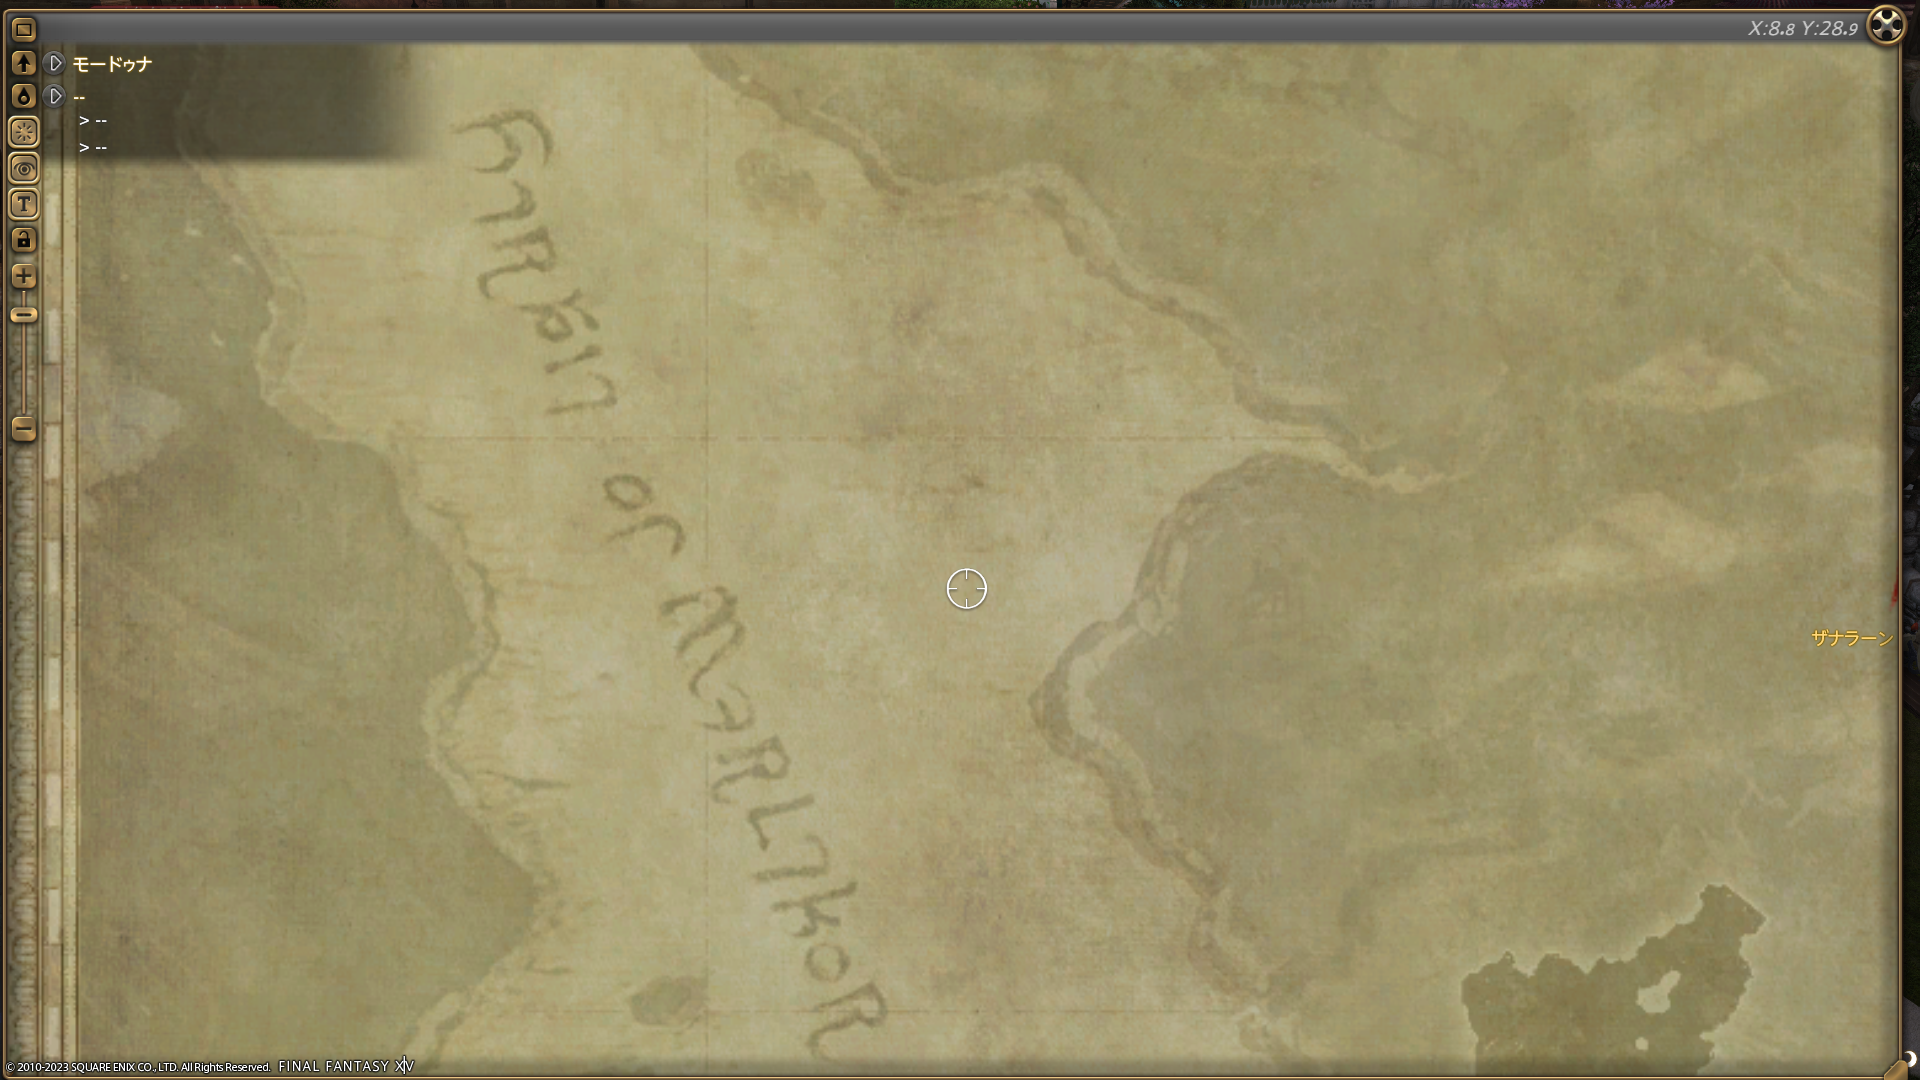 X:8.8 Y:28.9
モードゥナ
--
> --
> --
ザナラーン
© 2010-2023 SQUARE ENIX CO., LTD. All Rights Reserved. FINAL FANTASY XIV